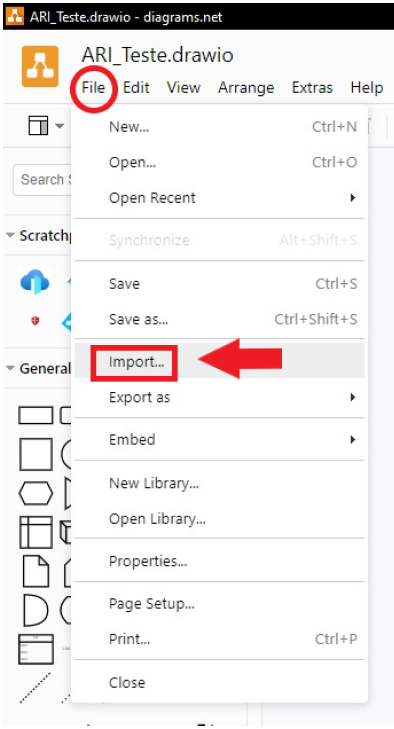 ARI_Teste.drawio - diagrams.net
ARI_Teste.drawio
File Edit View Arrange Extras Help
New... Ctrl+N
Open... Ctrl+O
Search
Open Recent
Scratchp
Synchronize Alt+Shift+S
Save Ctrl+S
Save as... Ctrl+Shift+S
Import...
General
Export as
Embed
New Library...
Open Library...
Properties...
Page Setup...
Print... Ctrl+P
Close